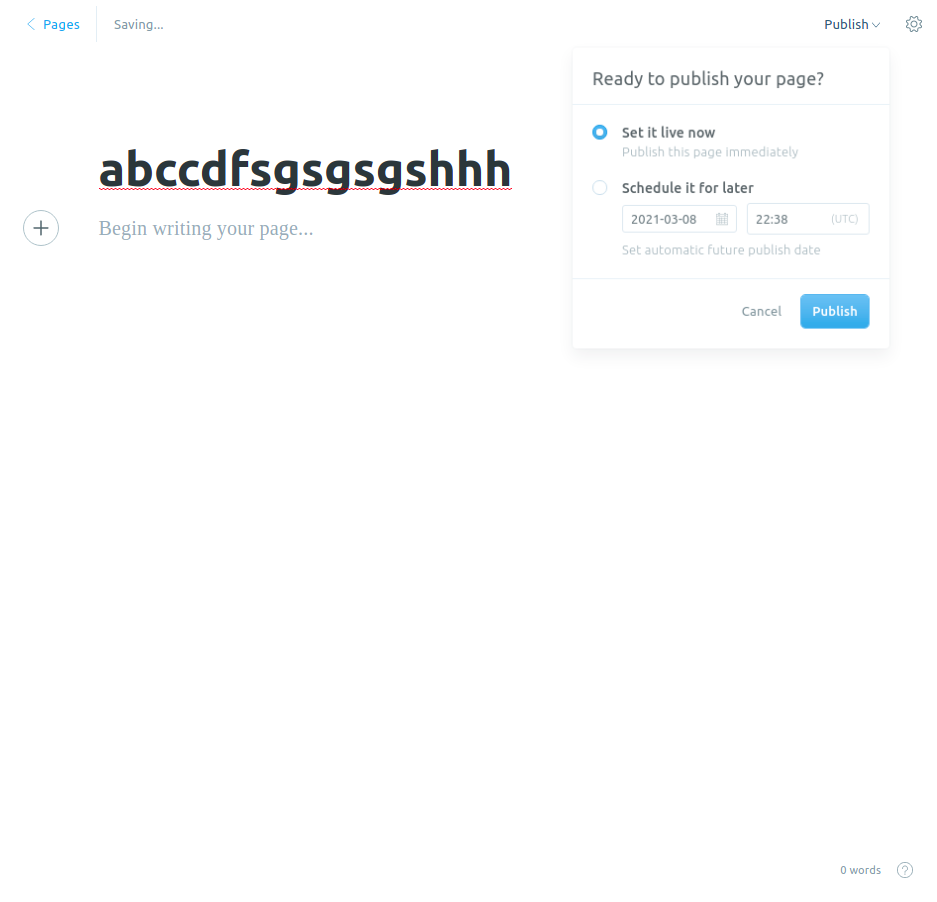 Pages
Saving...
Publish
Ready to publish your page?
Set it live now
Publish this page immediately
Schedule it for later
2021-03-08
22:38 (UTC)
Set automatic future publish date
Cancel
Publish
abccdfsgsgsgshhh
Begin writing your page...
0 words
?